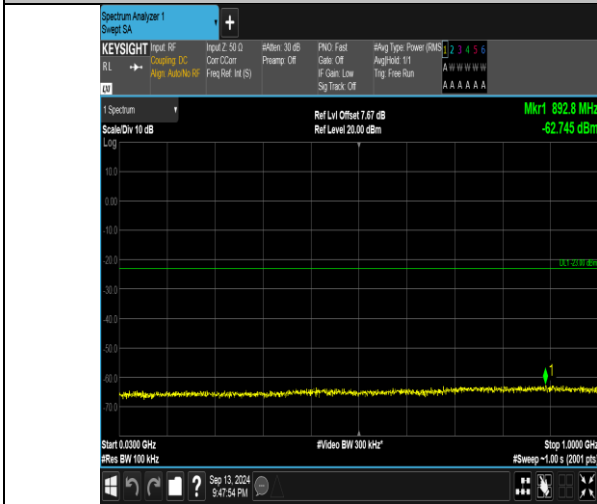 Spectrum Analyzer 1
Swept SA
+
KEYSIGHT Input: RF Input Z: 50 Ω #Atten: 30 dB PNO: Fast #Avg Type: Power (RMS 1 2 3 4 5 6
RL Coupling: DC Corr CCorr Preamp: Off Gate: Off Avg|Hold: 1/1 A W W W W W
Align: Auto/No RF Freq Ref: Int (S) IF Gain: Low Trig: Free Run
LXI Sig Track: Off A A A A A A
1 Spectrum Ref Lvl Offset 7.67 dB Mkr1 892.8 MHz
Scale/Div 10 dB Ref Level 20.00 dBm -62.745 dBm
Log
10.0
0.00
-10.0
-20.0
DL1 -23.00 dBm
-30.0
-40.0
-50.0
1
-60.0
-70.0
Start 0.0300 GHz #Video BW 300 kHz* Stop 1.0000 GHz
#Res BW 100 kHz #Sweep ~1.00 s (2001 pts)
? Sep 13, 2024
9:47:54 PM